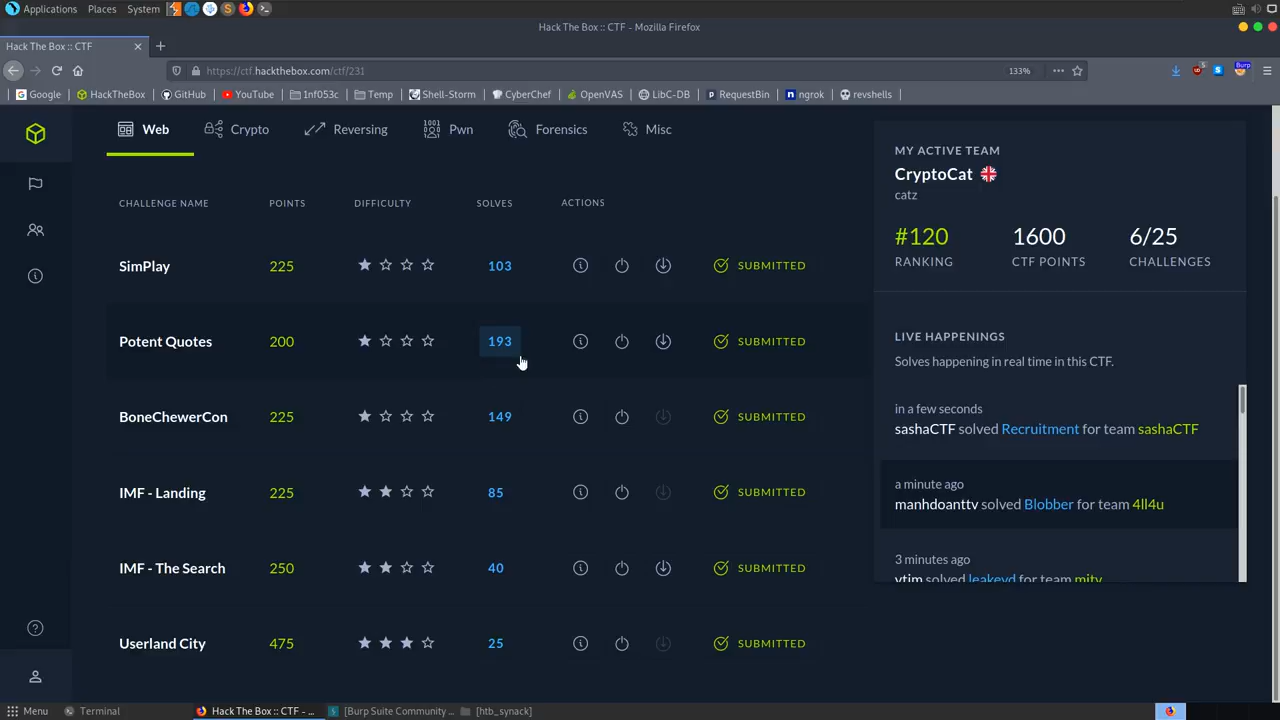 Applications Places System
Hack The Box :: CTF - Mozilla Firefox
Hack The Box :: CTF
https://ctf.hackthebox.com/ctf/231 133%
Google HackTheBox GitHub YouTube 1nf053c Temp Shell-Storm CyberChef OpenVAS LibC-DB RequestBin ngrok revshells
Web Crypto Reversing Pwn Forensics Misc
CHALLENGE NAME POINTS DIFFICULTY SOLVES ACTIONS
SimPlay 225 103 SUBMITTED
Potent Quotes 200 193 SUBMITTED
BoneChewerCon 225 149 SUBMITTED
IMF - Landing 225 85 SUBMITTED
IMF - The Search 250 40 SUBMITTED
Userland City 475 25 SUBMITTED
MY ACTIVE TEAM
CryptoCat
catz
#120 1600 6/25
RANKING CTF POINTS CHALLENGES
LIVE HAPPENINGS
Solves happening in real time in this CTF.
in a few seconds
sashaCTF solved Recruitment for team sashaCTF
a minute ago
manhdoanttv solved Blobber for team 4ll4u
3 minutes ago
solved leakeyd for team
Menu Terminal Hack The Box :: CTF - ... [Burp Suite Community ... [htb_synack]